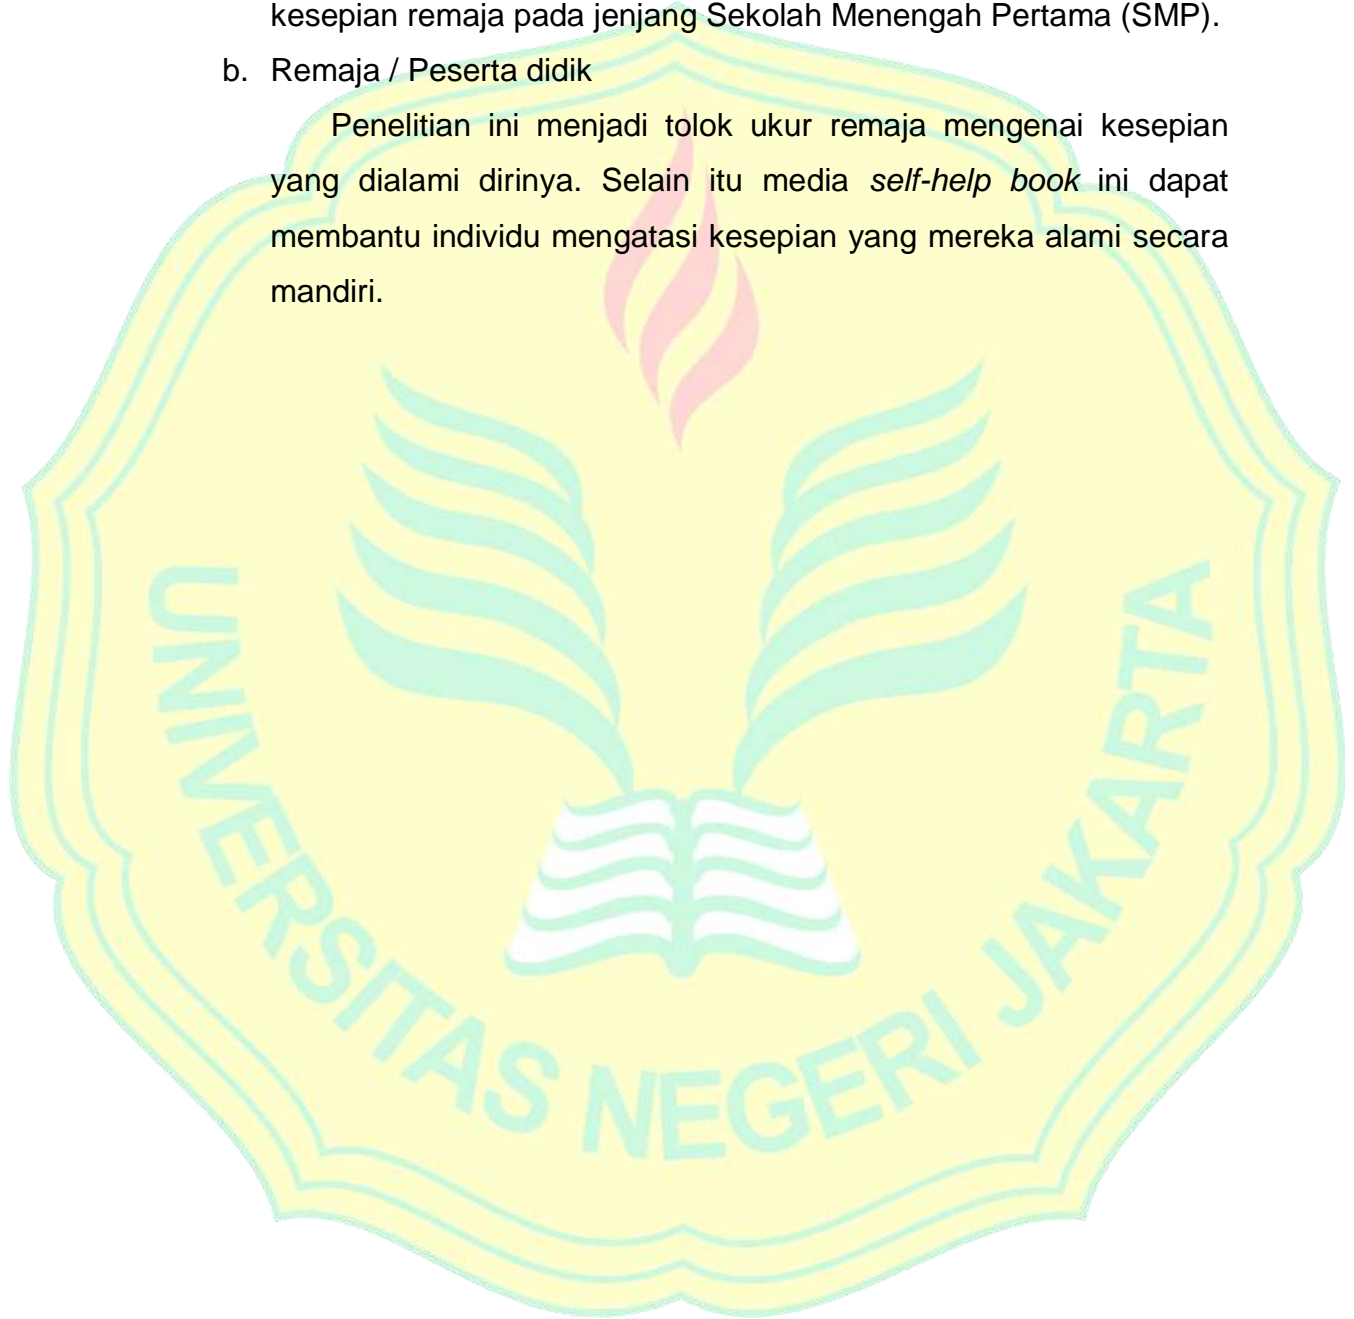 kesepian remaja pada jenjang Sekolah Menengah Pertama (SMP).
b. Remaja / Peserta didik
Penelitian ini menjadi tolok ukur remaja mengenai kesepian
yang dialami dirinya. Selain itu media self-help book ini dapat
membantu individu mengatasi kesepian yang mereka alami secara
mandiri.
UNIVERSITAS NEGERI JAKARTA